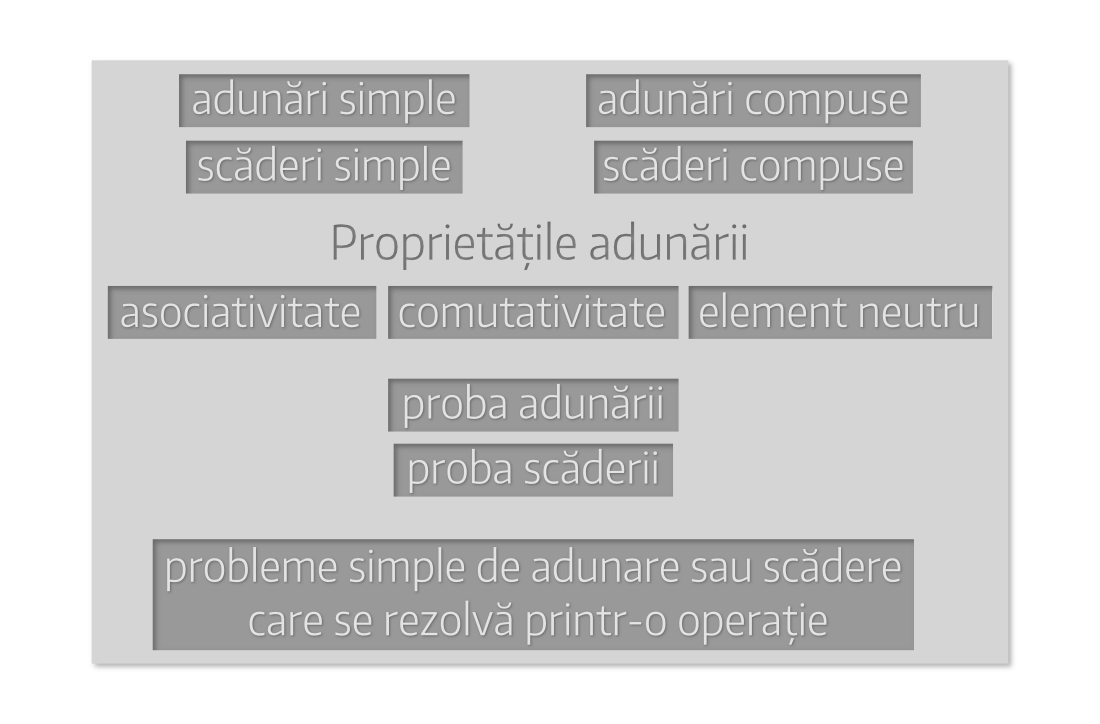 adunări simple
adunări compuse
scăderi simple
scăderi compuse
Proprietățile adunării
asociativitate
comutativitate
element neutru
proba adunării
proba scăderii
probleme simple de adunare sau scădere
care se rezolvă printr-o operație